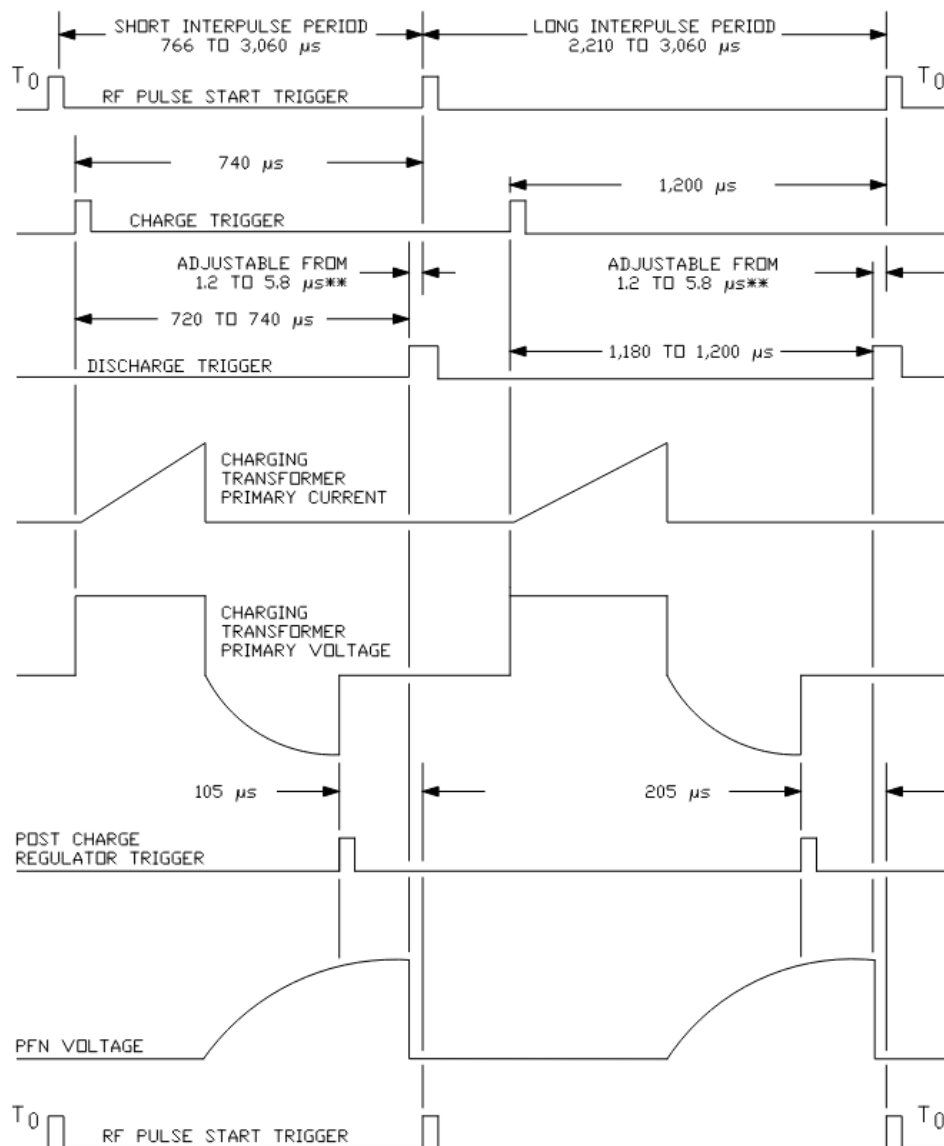 SHORT INTERPULSE PERIOD
766 TO 3,060 µs
LONG INTERPULSE PERIOD
2,210 TO 3,060 µs
T0
RF PULSE START TRIGGER
T0
740 µs
1,200 µs
CHARGE TRIGGER
ADJUSTABLE FROM
1.2 TO 5.8 µs**
ADJUSTABLE FROM
1.2 TO 5.8 µs**
720 TO 740 µs
1,180 TO 1,200 µs
DISCHARGE TRIGGER
CHARGING
TRANSFORMER
PRIMARY CURRENT
CHARGING
TRANSFORMER
PRIMARY VOLTAGE
105 µs
205 µs
POST CHARGE
REGULATOR TRIGGER
PFN VOLTAGE
T0
RF PULSE START TRIGGER
T0